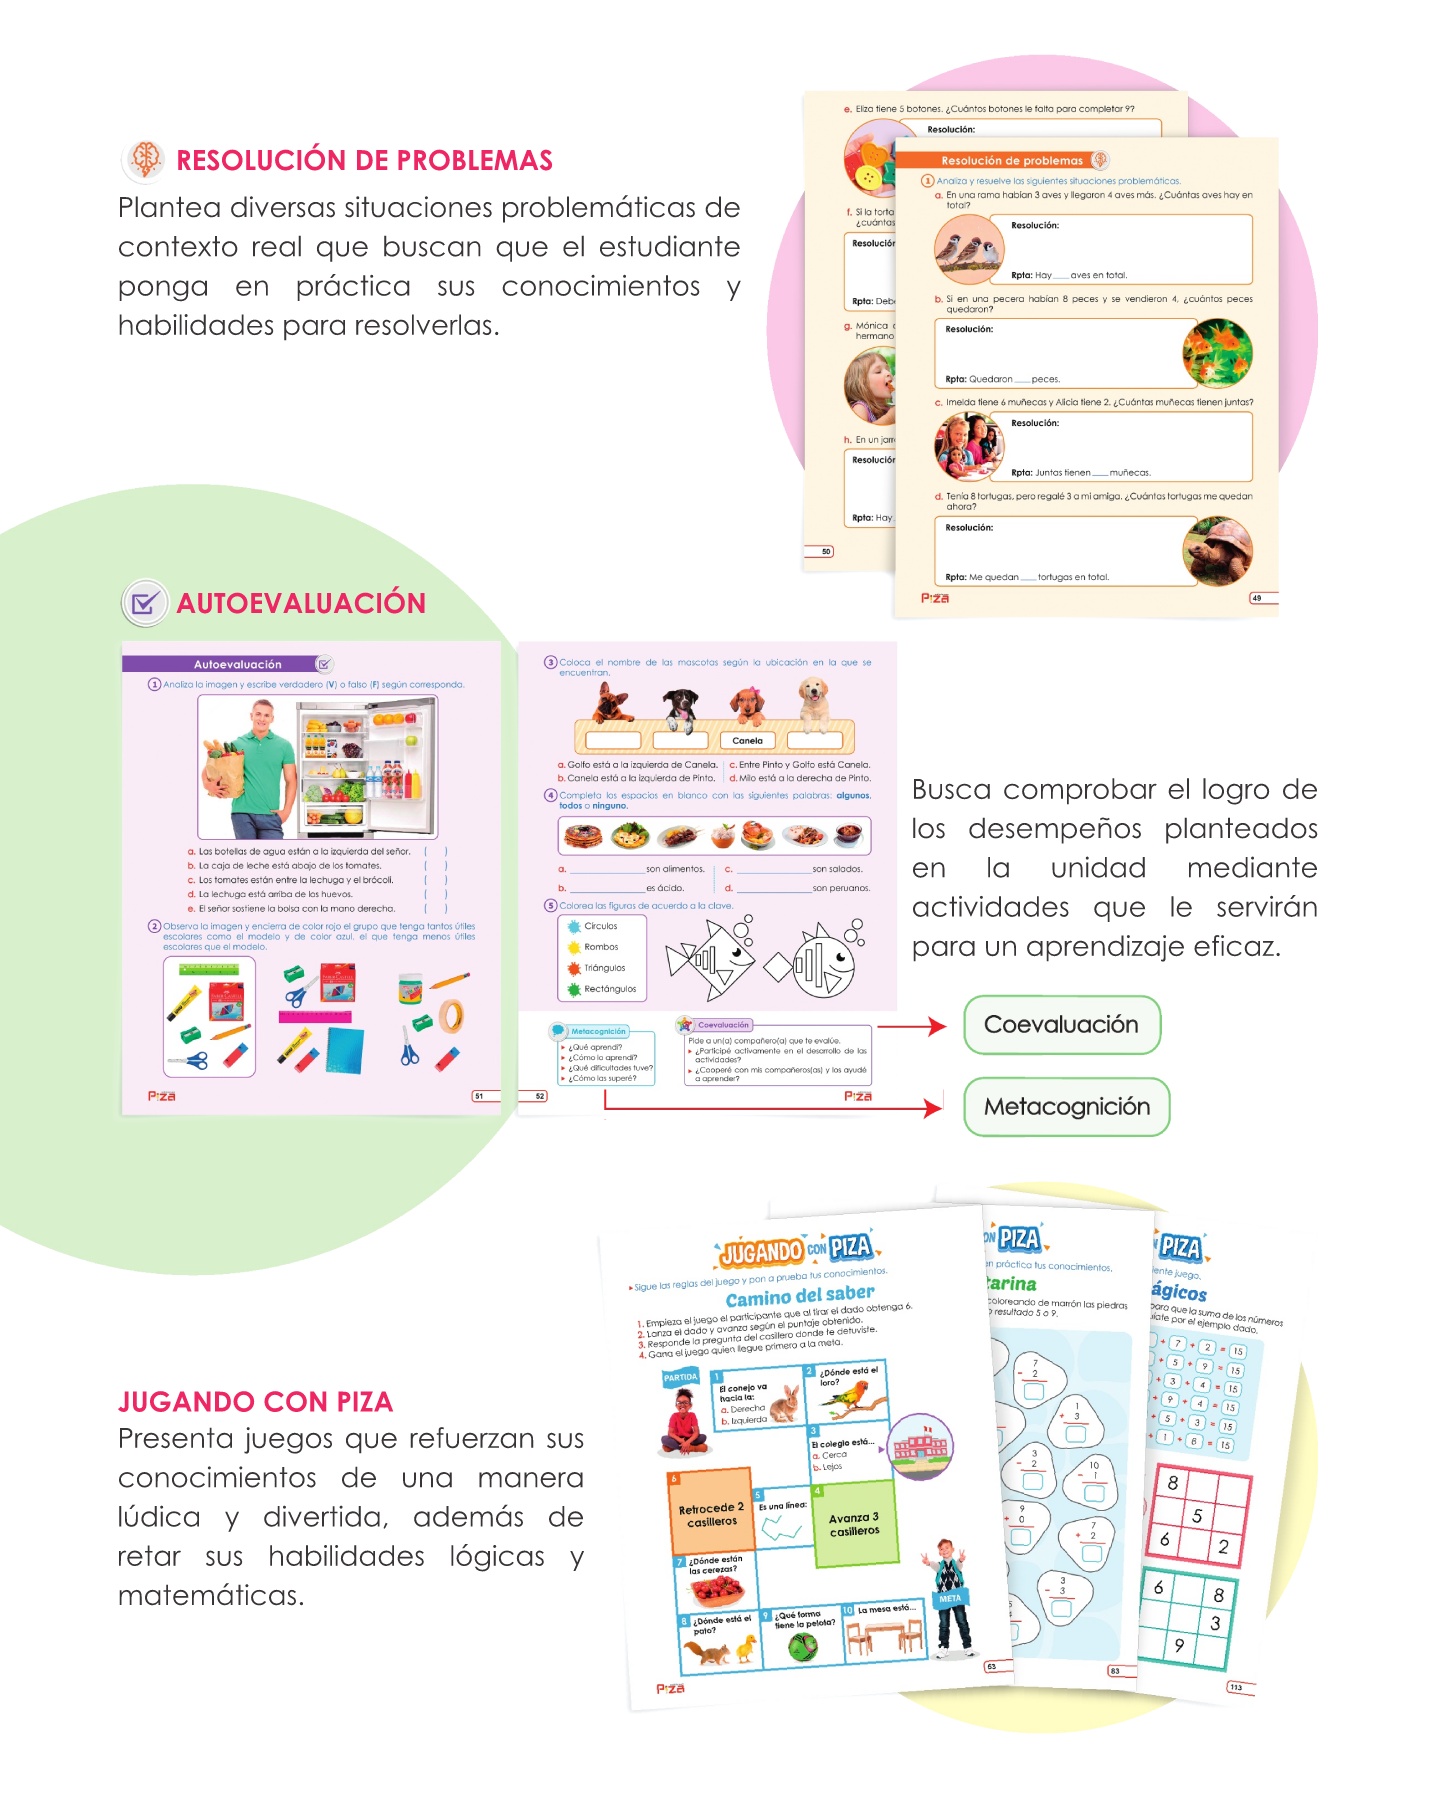 RESOLUCIÓN DE PROBLEMAS
Plantea diversas situaciones problemáticas de
contexto real que buscan que el estudiante
ponga en práctica sus conocimientos y
habilidades para resolverlas.
e. Eliza tiene 5 botones. ¿Cuántos botones le falta para completar 9?
Resolución:
f. Si la torta
¿cuántas
Resolución
Rpta:
g. Mónica
hermano
h. En un jarr
Resolución
Rpta: Hay
50
Resolución de problemas
1 Analiza y resuelve las siguientes situaciones problemáticas.
a. En una rama habían 3 aves y llegaron 4 aves más. ¿Cuántas aves hay en
total?
Resolución:
Rpta: Hay ___ aves en total.
b. Si en una pecera habían 8 peces y se vendieron 4, ¿cuántos peces
quedaron?
Resolución:
Rpta: Quedaron ___ peces.
c. Imelda tiene 6 muñecas y Alicia tiene 2. ¿Cuántas muñecas tienen juntas?
Resolución:
Rpta: Juntas tienen ___ muñecas.
d. Tenía 8 tortugas, pero regalé 3 a mi amiga. ¿Cuántas tortugas me quedan
ahora?
Resolución:
Rpta: Me quedan ___ tortugas en total.
Piza
49
AUTOEVALUACIÓN
Autoevaluación
1 Analiza la imagen y escribe verdadero (V) o falso (F) según corresponda.
a. Las botellas de agua están a la izquierda del señor. ( )
b. La caja de leche está abajo de los tomates. ( )
c. Los tomates están entre la lechuga y el brócoli. ( )
d. La lechuga está arriba de los huevos. ( )
e. El señor sostiene la bolsa con la mano derecha. ( )
2 Observa la imagen y encierra de color rojo el grupo que tenga tantos útiles
escolares como el modelo y de color azul, el que tenga menos útiles
escolares que el modelo.
Piza
51
3 Coloca el nombre de las mascotas según la ubicación en la que se
encuentran.
Canela
a. Golfo está a la izquierda de Canela.
c. Entre Pinto y Golfo está Canela.
b. Canela está a la izquierda de Pinto.
d. Milo está a la derecha de Pinto.
4 Completa los espacios en blanco con las siguientes palabras: algunos,
todos o ninguno.
a. ____________ son alimentos.
c. ____________ son salados.
b. ____________ es ácido.
d. ____________ son peruanos.
5 Colorea las figuras de acuerdo a la clave.
Círculos
Rombos
Triángulos
Rectángulos
Metacognición
¿Qué aprendí?
¿Cómo lo aprendí?
¿Qué dificultades tuve?
¿Cómo las superé?
Coevaluación
Pide a un(a) compañero(a) que te evalúe.
¿Participé activamente en el desarrollo de las
actividades?
¿Cooperé con mis compañeros(as) y los ayudé
a aprender?
52
Piza
Busca comprobar el logro de
los desempeños planteados
en la unidad mediante
actividades que le servirán
para un aprendizaje eficaz.
Coevaluación
Metacognición
JUGANDO CON PIZA
Presenta juegos que refuerzan sus
conocimientos de una manera
lúdica y divertida, además de
retar sus habilidades lógicas y
matemáticas.
JUGANDO CON PIZA
Sigue las reglas del juego y pon a prueba tus conocimientos.
Camino del saber
1. Empieza el juego el participante que al tirar el dado obtenga 6.
2. Lanza el dado y avanza según el puntaje obtenido.
3. Responde la pregunta del casillero donde te detuviste.
4. Gana el juego quien llegue primero a la meta.
PARTIDA
1
El conejo va
hacia la:
a. Derecha
b. Izquierda
2 ¿Dónde está el
loro?
3
El colegio está...
a. Cerca
b. Lejos
6
Retrocede 2
casilleros
5
Es una línea:
4
Avanza 3
casilleros
7 ¿Dónde están
las cerezas?
8 ¿Dónde está el
pato?
9 ¿Qué forma
tiene la pelota?
10 La mesa está...
META
Piza
53
ON PIZA
en práctica tus conocimientos.
tarina
coloreando de marrón las piedras
resultado 5 o 9.
7
- 2
1
+ 3
3
- 2
10
- 1
9
+ 0
7
+ 2
3
- 3
83
PIZA
ente juego.
ágicos
para que la suma de los números
uíate por el ejemplo dado.
+ 7 + 2 = 15
+ 5 + 9 = 15
+ 3 + 4 = 15
+ 9 + 4 = 15
+ 5 + 3 = 15
+ 1 + 8 = 15
8
5
6 2
6 8
3
9
113